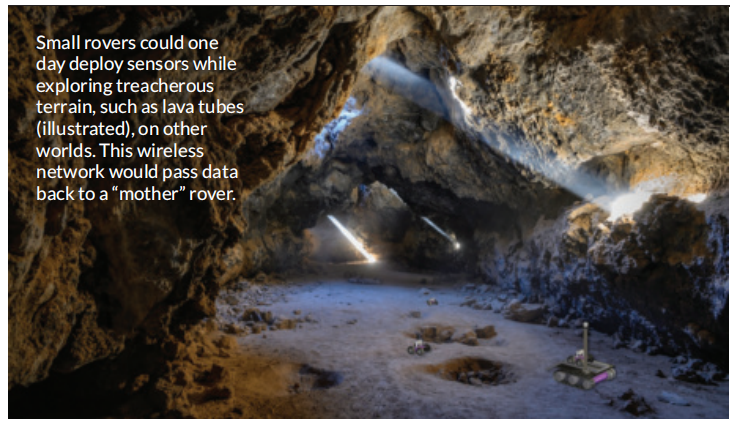 Small rovers could one
day deploy sensors while
exploring treacherous
terrain, such as lava tubes
(illustrated), on other
worlds. This wireless
network would pass data
back to a “mother” rover.